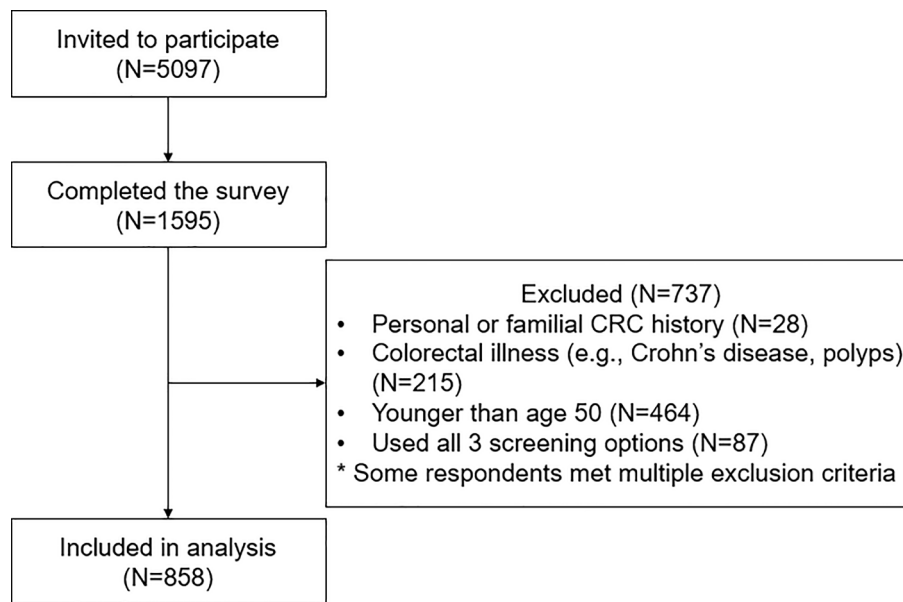 Invited to participate
(N=5097)
Completed the survey
(N=1595)
Excluded (N=737)
• Personal or familial CRC history (N=28)
• Colorectal illness (e.g., Crohn’s disease, polyps)
(N=215)
• Younger than age 50 (N=464)
• Used all 3 screening options (N=87)
* Some respondents met multiple exclusion criteria
Included in analysis
(N=858)